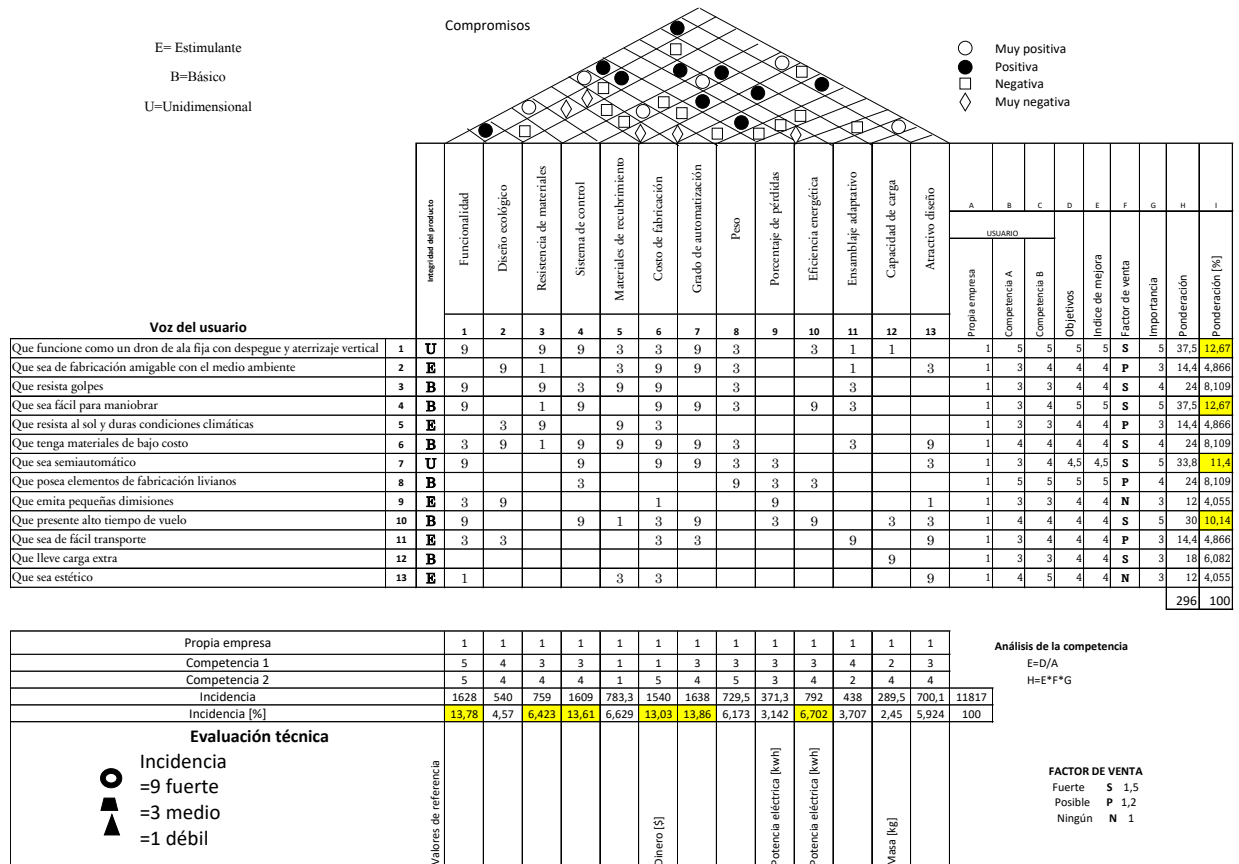 Compromisos
E= Estimulante
B=Básico
U=Unidimensional
Muy positiva
Positiva
Negativa
Muy negativa
Integridad del producto
Funcionalidad
Diseño ecológico
Resistencia de materiales
Sistema de control
Materiales de recubrimiento
Costo de fabricación
Grado de automatización
Peso
Porcentaje de pérdidas
Eficiencia energética
Ensamblaje adaptativo
Capacidad de carga
Atractivo diseño
A B C D E F G H I
USUARIO
Propia empresa
Competencia A
Competencia B
Objetivos
Indice de mejora
Factor de venta
Importancia
Ponderación
Ponderación [%]
Voz del usuario 1 2 3 4 5 6 7 8 9 10 11 12 13
Que funcione como un dron de ala fija con despegue y aterrizaje vertical 1 U 9 9 9 3 3 9 3 3 1 1 1 5 5 5 5 S 5 37,5 12,67
Que sea de fabricación amigable con el medio ambiente 2 E 9 1 3 9 9 3 1 3 1 3 4 4 4 P 3 14,4 4,866
Que resista golpes 3 B 9 9 3 9 9 3 3 1 3 3 4 4 S 4 24 8,109
Que sea fácil para maniobrar 4 B 9 1 9 9 9 3 9 3 1 3 4 5 5 S 5 37,5 12,67
Que resista al sol y duras condiciones climáticas 5 E 3 9 9 3 1 3 3 4 4 P 3 14,4 4,866
Que tenga materiales de bajo costo 6 B 3 9 1 9 9 9 9 3 3 9 1 4 4 4 4 S 4 24 8,109
Que sea semiautomático 7 U 9 9 9 9 3 3 3 1 3 4 4,5 4,5 S 5 33,8 11,4
Que posea elementos de fabricación livianos 8 B 3 9 3 3 1 5 5 5 5 P 4 24 8,109
Que emita pequeñas dimisiones 9 E 3 9 1 9 1 1 3 3 4 4 N 3 12 4,055
Que presente alto tiempo de vuelo 10 B 9 9 1 3 9 3 9 3 3 1 4 4 4 4 S 5 30 10,14
Que sea de fácil transporte 11 E 3 3 3 3 9 9 1 3 4 4 4 P 3 14,4 4,866
Que lleve carga extra 12 B 9 1 3 3 4 4 S 3 18 6,082
Que sea estético 13 E 1 3 3 9 1 4 5 4 4 N 3 12 4,055
296 100
Propia empresa 1 1 1 1 1 1 1 1 1 1 1 1 1
Competencia 1 5 4 3 3 1 1 3 3 3 3 4 2 3
Competencia 2 5 4 4 4 1 5 4 5 3 4 2 4 4
Incidencia 1628 540 759 1609 783,3 1540 1638 729,5 371,3 792 438 289,5 700,1 11817
Incidencia [%] 13,78 4,57 6,423 13,61 6,629 13,03 13,86 6,173 3,142 6,702 3,707 2,45 5,924 100
Análisis de la competencia
E=D/A
H=E*F*G
Evaluación técnica
Incidencia
=9 fuerte
=3 medio
=1 débil
Valores de referencia
Dinero [$]
Potencia eléctrica [kwh]
Potencia eléctrica [kwh]
Masa [kg]
FACTOR DE VENTA
Fuerte S 1,5
Posible P 1,2
Ningún N 1